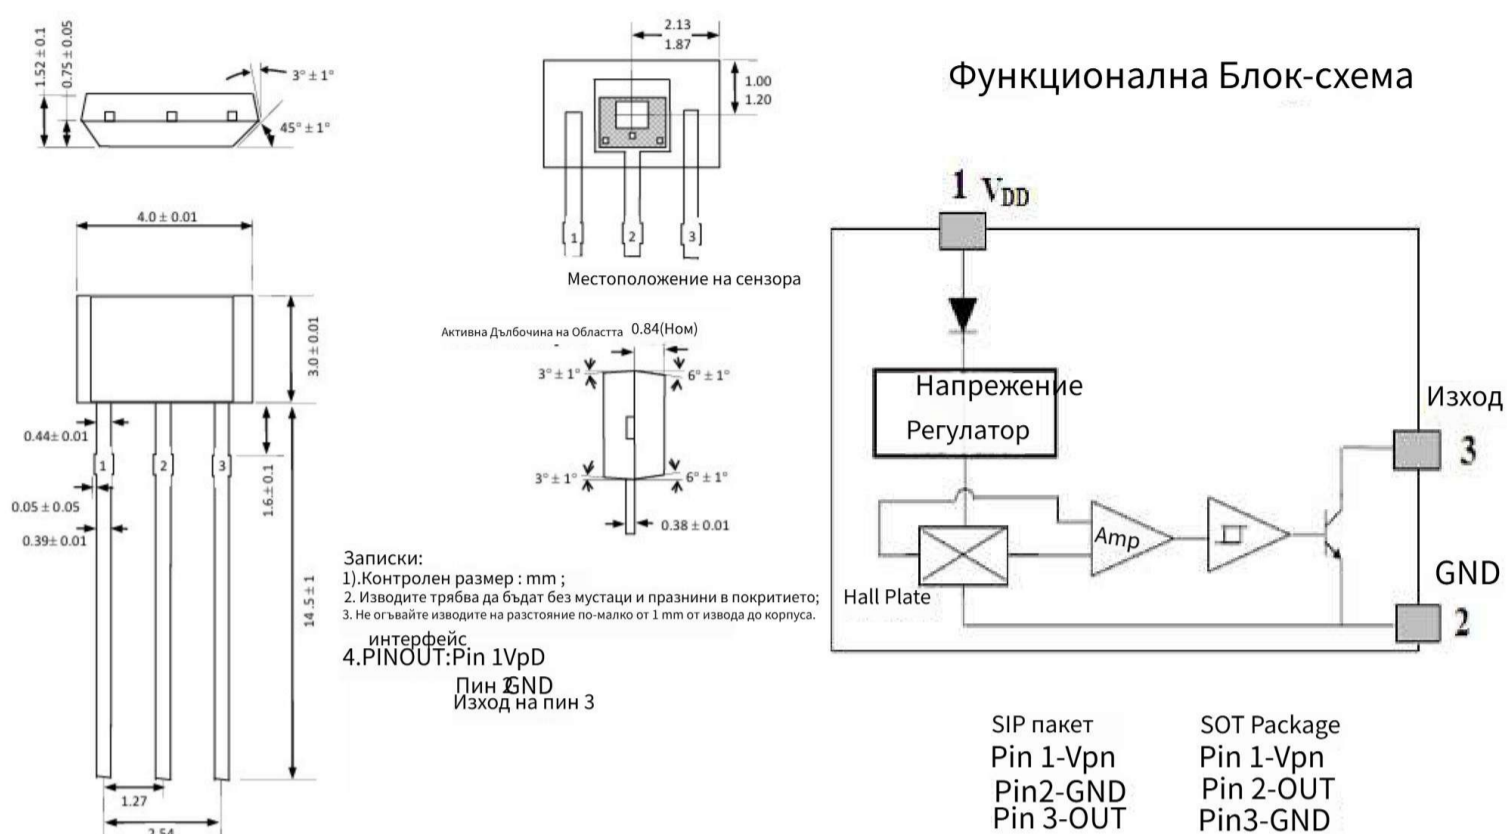 1.52 ± 0.1
0.75 ± 0.05
3° ± 1°
45° ± 1°
2.13
1.87
1.00
1.20
1
2
3
Местоположение на сензора
Функционална Блок-схема
4.0 ± 0.01
3.0 ± 0.01
0.44± 0.01
1
2
3
0.05 ± 0.05
0.39± 0.01
1.6 ± 0.1
14.5 ± 1
1.27
2.54
Активна Дълбочина на Областта 0.84(Ном)
3° ± 1°
6° ± 1°
3° ± 1°
6° ± 1°
0.38 ± 0.01
Записки:
1).Контролен размер : mm ;
2. Изводите трябва да бъдат без мустаци и празнини в покритието;
3. Не огъвайте изводите на разстояние по-малко от 1 mm от извода до корпуса.
интерфейс
4.PINOUT:Pin 1VpD
Пин 2GND
Изход на пин 3
1 VDD
Напрежение
Регулатор
Изход
3
Amp
Hall Plate
GND
2
SIP пакет
Pin 1-Vpn
Pin2-GND
Pin 3-OUT
SOT Package
Pin 1-Vpn
Pin 2-OUT
Pin3-GND